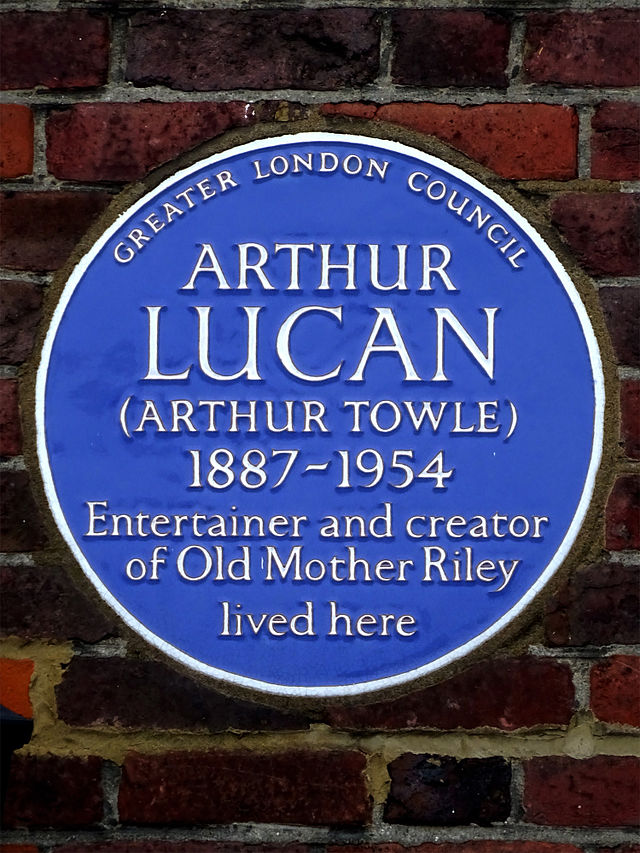 GREATER LONDON COUNCIL
ARTHUR
LUCAN
(ARTHUR TOWLE)
1887~1954
Entertainer and creator
of Old Mother Riley
lived here